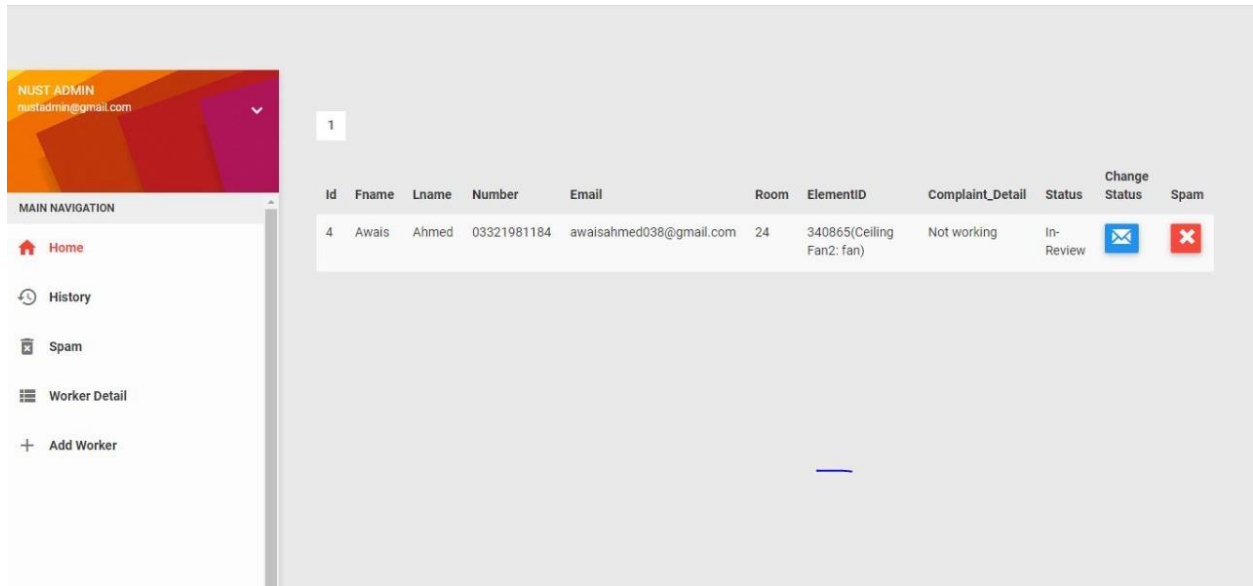 NUST ADMIN
nustadmin@gmail.com
MAIN NAVIGATION
Home
History
Spam
Worker Detail
Add Worker
1
Id Fname Lname Number Email Room ElementID Complaint_Detail Status Change Status Spam
4 Awais Ahmed 03321981184 awaisahmed038@gmail.com 24 340865(Ceiling Fan2: fan) Not working In-Review